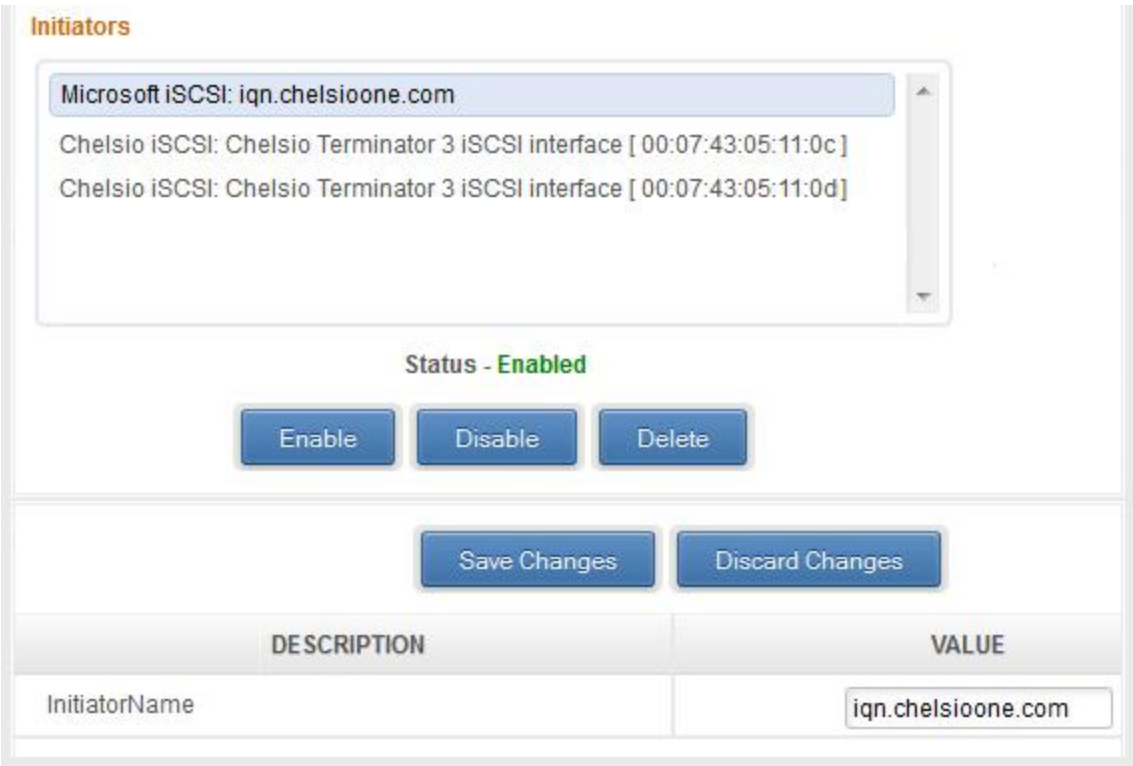 Initiators
Microsoft iSCSI: iqn.chelsioone.com
Chelsio iSCSI: Chelsio Terminator 3 iSCSI interface [ 00:07:43:05:11:0c ]
Chelsio iSCSI: Chelsio Terminator 3 iSCSI interface [ 00:07:43:05:11:0d]
Status - Enabled
Enable Disable Delete
Save Changes Discard Changes
DESCRIPTION VALUE
InitiatorName iqn.chelsioone.com